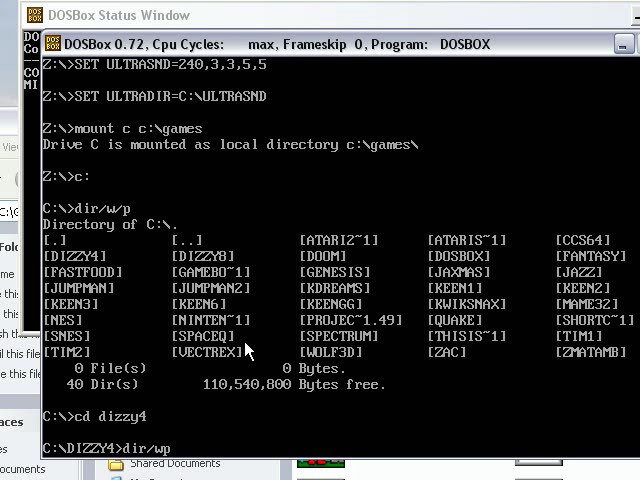 DOSBox Status Window
DOSBox 0.72, Cpu Cycles: max, Frameskip 0, Program: DOSBOX
DO
Co
CO
MI
Z:\>SET ULTRASND=240,3,3,5,5
Z:\>SET ULTRADIR=C:\ULTRASND
Z:\>mount c c:\games
Drive C is mounted as local directory c:\games\
Z:\>c:
C:\>dir/w/p
Directory of C:\.
[.] [..] [ATARI2~1] [ATARIS~1] [CCS64]
[DIZZY4] [DIZZY8] [DOOM] [DOSBOX] [FANTASY]
[FASTFOOD] [GAMEBO~1] [GENESIS] [JAXMAS] [JAZZ]
[JUMPMAN] [JUMPMAN2] [KDREAMS] [KEEN1] [KEEN2]
[KEEN3] [KEEN6] [KEENGG] [KWIKSNAX] [MAME32]
[NES] [NINTEN~1] [PROJEC~1.49] [QUAKE] [SHORTC~1]
[SNES] [SPACEQ] [SPECTRUM] [THISIS~1] [TIM1]
[TIM2] [VECTREX] [WOLF3D] [ZAC] [ZMATAMB]
0 File(s) 0 Bytes.
40 Dir(s) 110,540,800 Bytes free.
C:\>cd dizzy4
C:\DIZZY4>dir/wp
Shared Documents